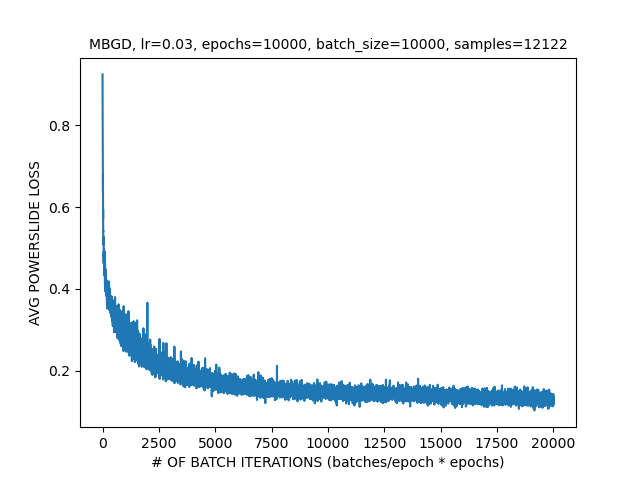 MBGD, lr=0.03, epochs=10000, batch_size=10000, samples=12122
AVG POWERSLIDE LOSS
0.8
0.6
0.4
0.2
0 2500 5000 7500 10000 12500 15000 17500 20000
# OF BATCH ITERATIONS (batches/epoch * epochs)